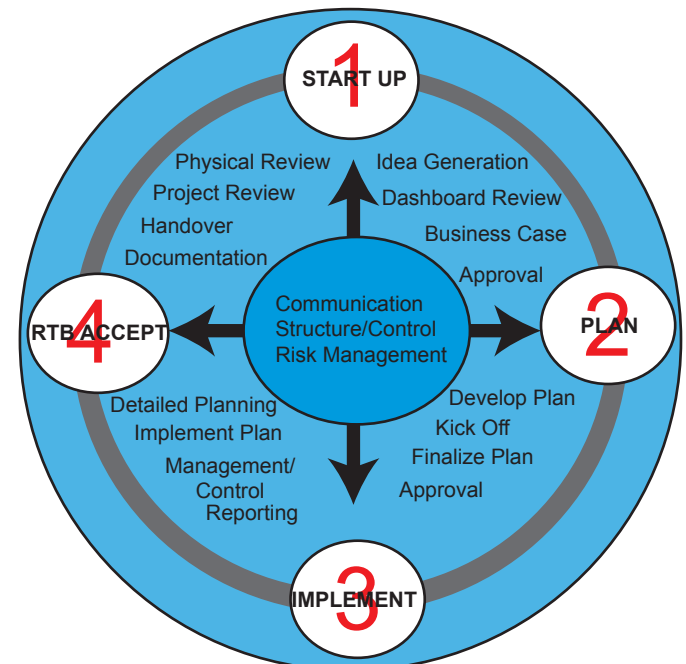 1
START UP
Idea Generation
Dashboard Review
Business Case
Approval
2
PLAN
Develop Plan
Kick Off
Finalize Plan
Approval
3
IMPLEMENT
Detailed Planning
Implement Plan
Management/
Control
Reporting
4
RTB ACCEPT
Physical Review
Project Review
Handover
Documentation
Communication
Structure/Control
Risk Management